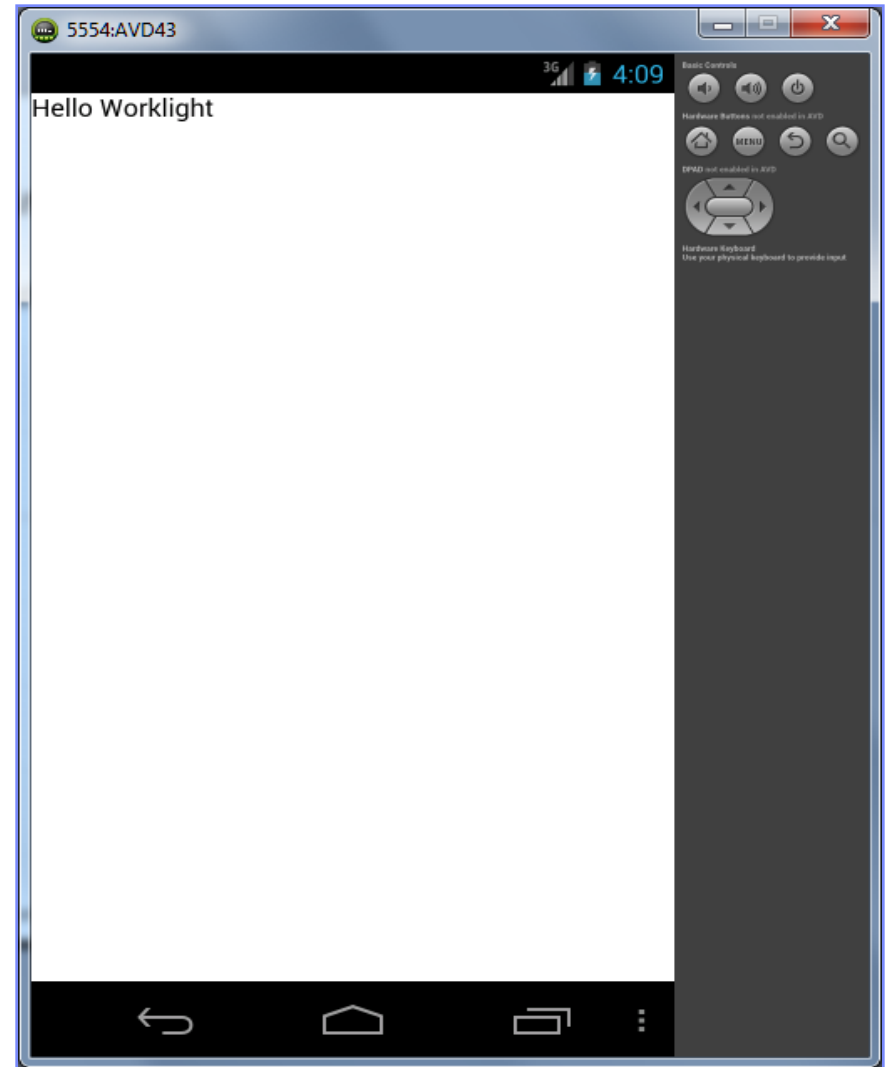 5554:AVD43
3G 4:09
Hello Worklight
Basic Controls
Hardware Buttons not enabled in AVD
MENU
DPAD not enabled in AVD
Hardware Keyboard
Use your physical keyboard to provide input